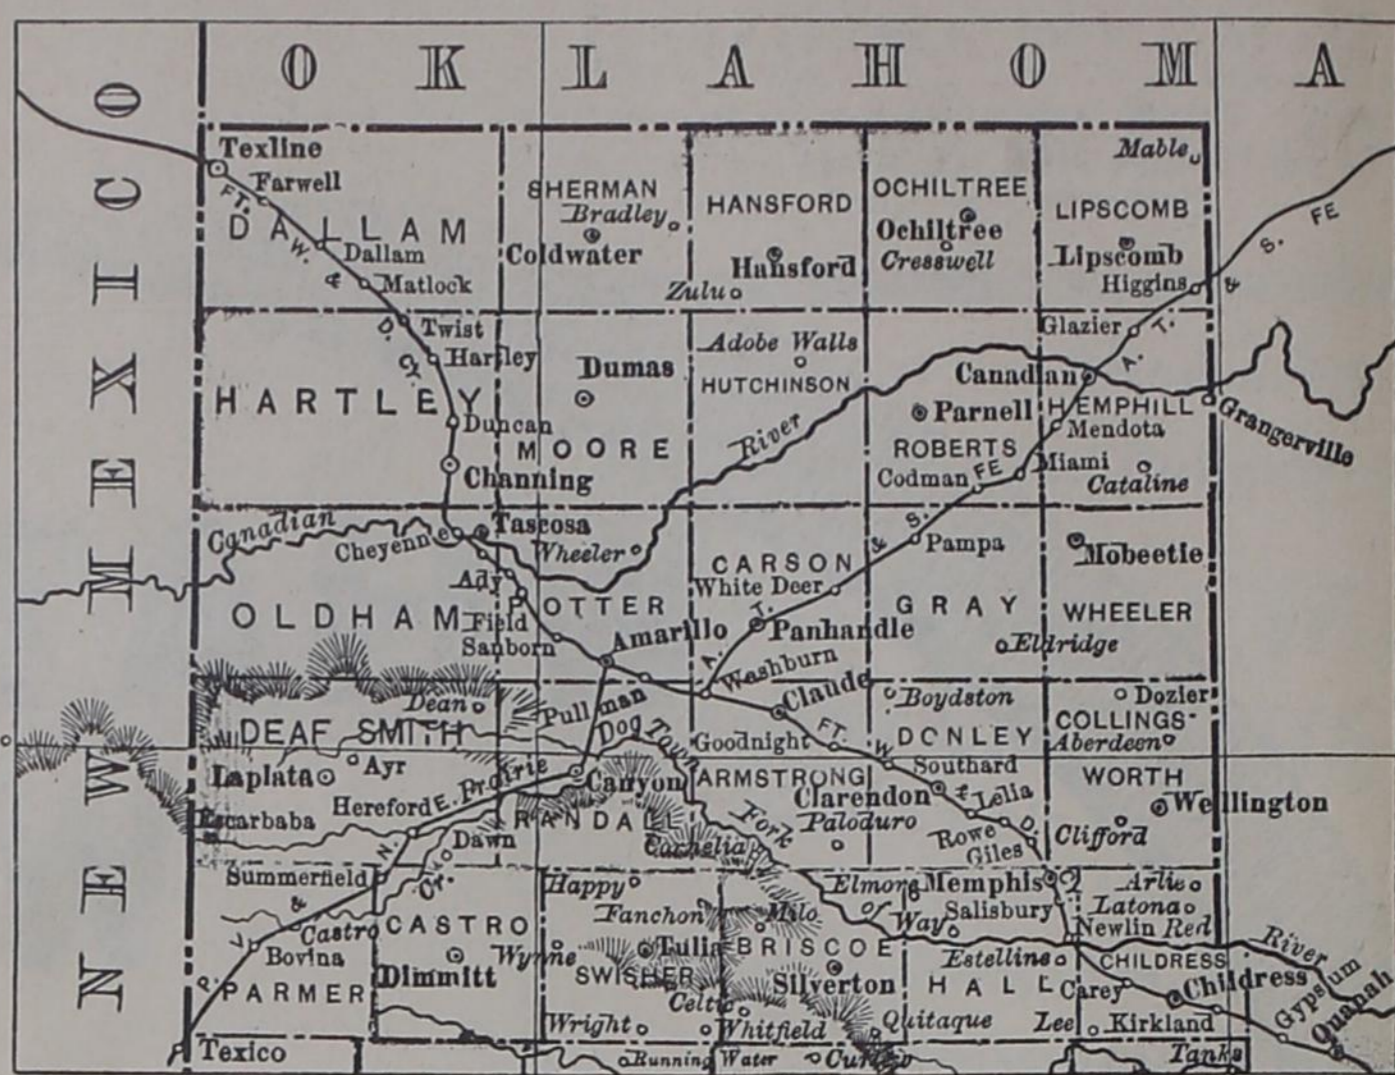 OKLAHOMA
NEW MEXICO
Texline
Farwell
FT. W. & D. CY.
DALLAM
Dallam
Matlock
SHERMAN
Bradley
Coldwater
HANSFORD
Hansford
Zulu
OCHILTREE
Ochiltree
Cresswell
Mable
LIPSCOMB
Lipscomb
Higgins
A. T. & S. FE
Twist
Hartley
HARTLEY
Duncan
Channing
Dumas
MOORE
Adobe Walls
HUTCHINSON
River
Glazier
Canadian
Parnell
HEMPHILL
Mendota
ROBERTS
Codman
Miami
Cataline
Grangerville
Canadian
Cheyenne
Tascosa
Wheeler
Ady
OLDHAM
Field
POTTER
Sanborn
Amarillo
CARSON
White Deer
A. T. & S. FE
Panhandle
Washburn
Pampa
GRAY
Eldridge
Mobeetie
WHEELER
Dean
DEAF SMITH
Laplata
Ayr
Hereford
Escarbaba
Pullman
Dog Town
E. Prairie
Canyon
RANDALL
Dawn
Cornelia
Claude
Goodnight
FT. W. & D. C.
ARMSTRONG
Fork
Paloduro
Boydston
DONLEY
Southard
Clarendon
Lelia
Rowe
Giles
Dozier
COLLINGS-
Aberdeen
WORTH
Wellington
Clifford
Summerfield
P. V. & N.
Cr.
Castro
CASTRO
Bovina
Dimmitt
PARMER
Texico
Happy
Fanchon
Wynne
Tulia
SWISHER
Celtic
Wright
Whitfield
Milo
BRISCOE
Silverton
Quitaque
Elmore
Memphis
of
Way
Salisbury
Estelline
HALL
Lee
Arlie
Latona
Newlin
Red River
CHILDRESS
Carey
Childress
Kirkland
Gypsum
Quanah
Running Water
Tanks